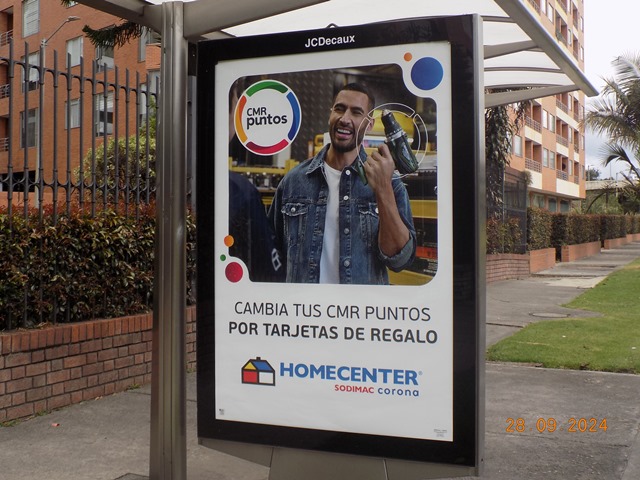 JCDecaux
CMR
puntos
CAMBIA TUS CMR PUNTOS
POR TARJETAS DE REGALO
HOMECENTER
SODIMAC corona
28 09 2024